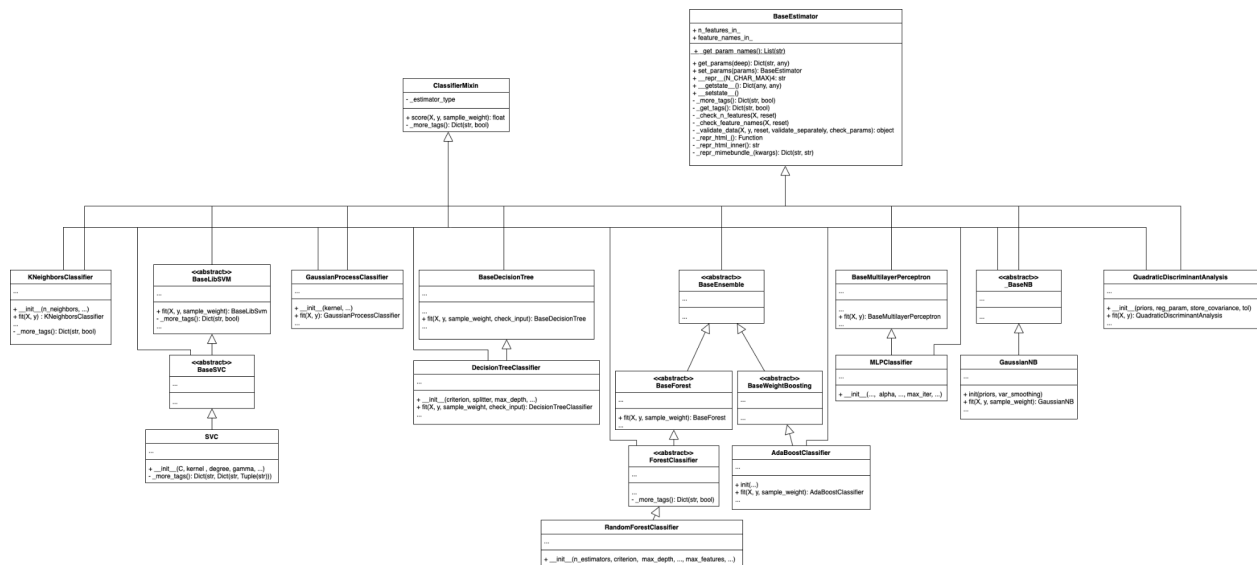 BaseEstimator
+ n_features_in_
+ feature_names_in_
+ _get_param_names(): List(str)
+ get_params(deep): Dict(str, any)
+ set_params(params): BaseEstimator
+ __repr__(N_CHAR_MAX)4: str
+ __getstate__(): Dict(any, any)
+ __setstate__()
- _more_tags(): Dict(str, bool)
- _get_tags(): Dict(str, bool)
- _check_n_features(X, reset)
- _check_feature_names(X, reset)
- _validate_data(X, y, reset, validate_separately, check_params): object
- _repr_html_(): Function
- _repr_html_inner(): str
- _repr_mimebundle_(kwargs): Dict(str, str)
ClassifierMixin
- _estimator_type
+ score(X, y, sample_weight): float
- _more_tags(): Dict(str, bool)
KNeighborsClassifier
...
+ __init__(n_neighbors, ...)
+ fit(X, y) : KNeighborsClassifier
...
- _more_tags(): Dict(str, bool)
<<abstract>>
BaseLibSVM
...
+ fit(X, y, sample_weight): BaseLibSvm
- _more_tags(): Dict(str, bool)
...
GaussianProcessClassifier
...
+ __init__(kernel, ...)
+ fit(X, y): GaussianProcessClassifier
...
BaseDecisionTree
...
+ fit(X, y, sample_weight, check_input): BaseDecisionTree
...
<<abstract>>
BaseEnsemble
...
...
BaseMultilayerPerceptron
...
+ fit(X, y): BaseMultilayerPerceptron
...
<<abstract>>
_BaseNB
...
...
QuadraticDiscriminantAnalysis
...
+ __init__(priors, reg_param, store_covariance, tol)
+ fit(X, y): QuadraticDiscriminantAnalysis
...
<<abstract>>
BaseSVC
...
...
DecisionTreeClassifier
...
+ __init__(criterion, splitter, max_depth, ...)
+ fit(X, y, sample_weight, check_input): DecisionTreeClassifier
...
<<abstract>>
BaseForest
...
+ fit(X, y, sample_weight): BaseForest
...
<<abstract>>
BaseWeightBoosting
...
...
MLPClassifier
...
+ __init__(..., alpha, ..., max_iter, ...)
GaussianNB
...
+ init(priors, var_smoothing)
+ fit(X, y, sample_weight): GaussianNB
...
SVC
...
+ __init__(C, kernel , degree, gamma, ...)
- _more_tags(): Dict(str, Dict(str, Tuple(str)))
<<abstract>>
ForestClassifier
...
...
- _more_tags(): Dict(str, bool)
AdaBoostClassifier
...
+ init(...)
+ fit(X, y, sample_weight): AdaBoostClassifier
...
RandomForestClassifier
...
+ __init__(n_estimators, criterion, max_depth, ..., max_features, ...)